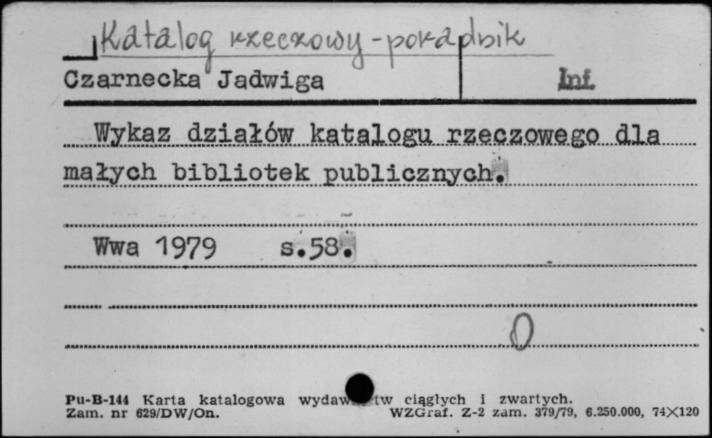 Katalog rzeczowy - poradnik
Czarnecka Jadwiga Inf.
Wykaz działów katalogu rzeczowego dla
małych bibliotek publicznych.
Wwa 1979 s.58.
0
Pu-B-144 Karta katalogowa wydaw tw ciągłych i zwartych.
Zam. nr 629/DW/On. WZGraf. Z-2 zam. 379/79, 6.250.000, 74×120